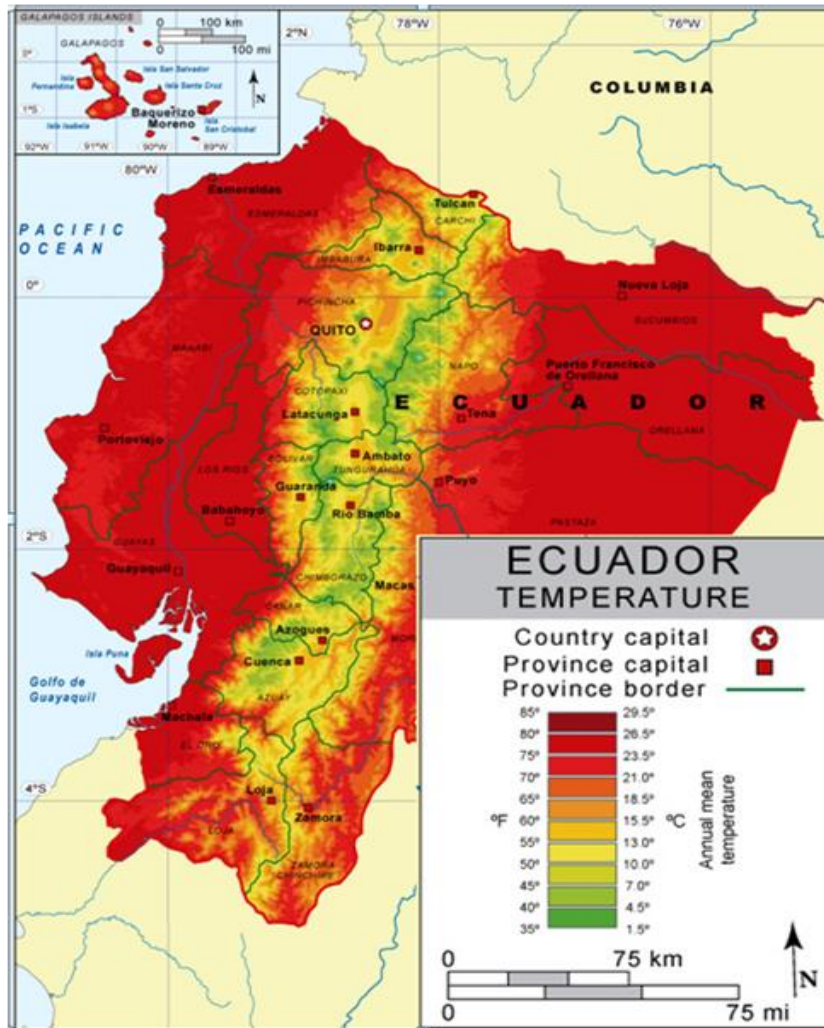 GALAPAGOS ISLANDS
0 100 km
0 100 mi
GALAPAGOS
0°
Isla San Salvador
Isla Fernandina
Isla Santa Cruz
N
1°S
Baquerizo Moreno
Isla Isabela
Isla San Cristobal
92°W 91°W 90°W 89°W
78°W
76°W
2°N
COLUMBIA
80°W
PACIFIC
OCEAN
Esmeraldas
ESMERALDAS
Tulcan
CARCHI
Ibarra
IMBABURA
0°
Nueva Loja
PICHINCHA
SUCUMBIOS
QUITO
MANABI
NAPO
Puerto Francisco
de Orellana
COTOPAXI
ECUADOR
Latacunga
Tena
Portoviejo
ORELLANA
BOLIVAR
Ambato
LOS RIOS
TUNGURAHUA
Guaranda
Puyo
Babahoyo
Rio Bamba
PASTAZA
GUAYAS
2°S
Guayaquil
CHIMBORAZO
Macas
CANAR
Azogues
MOR
Isla Puna
Cuenca
Golfo de
Guayaquil
AZUAY
Machala
EL ORO
4°S
Loja
Zamora
LOJA
ZAMORA
CHINCHIPE
ECUADOR
TEMPERATURE
Country capital
Province capital
Province border
85° 29.5°
80° 26.5°
75° 23.5°
70° 21.0°
65° 18.5°
°F 60° 15.5° °C
55° 13.0°
50° 10.0°
45° 7.0°
40° 4.5°
35° 1.5°
Annual mean
temperature
0 75 km
N
0 75 mi